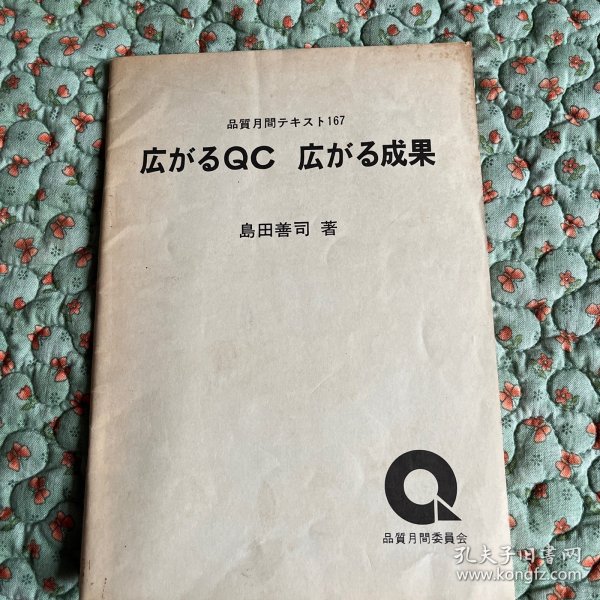 品質月間テキスト167
広がるQC 広がる成果
島田善司 著
品質月間委員会
孔夫子旧书网
www.kongfz.com